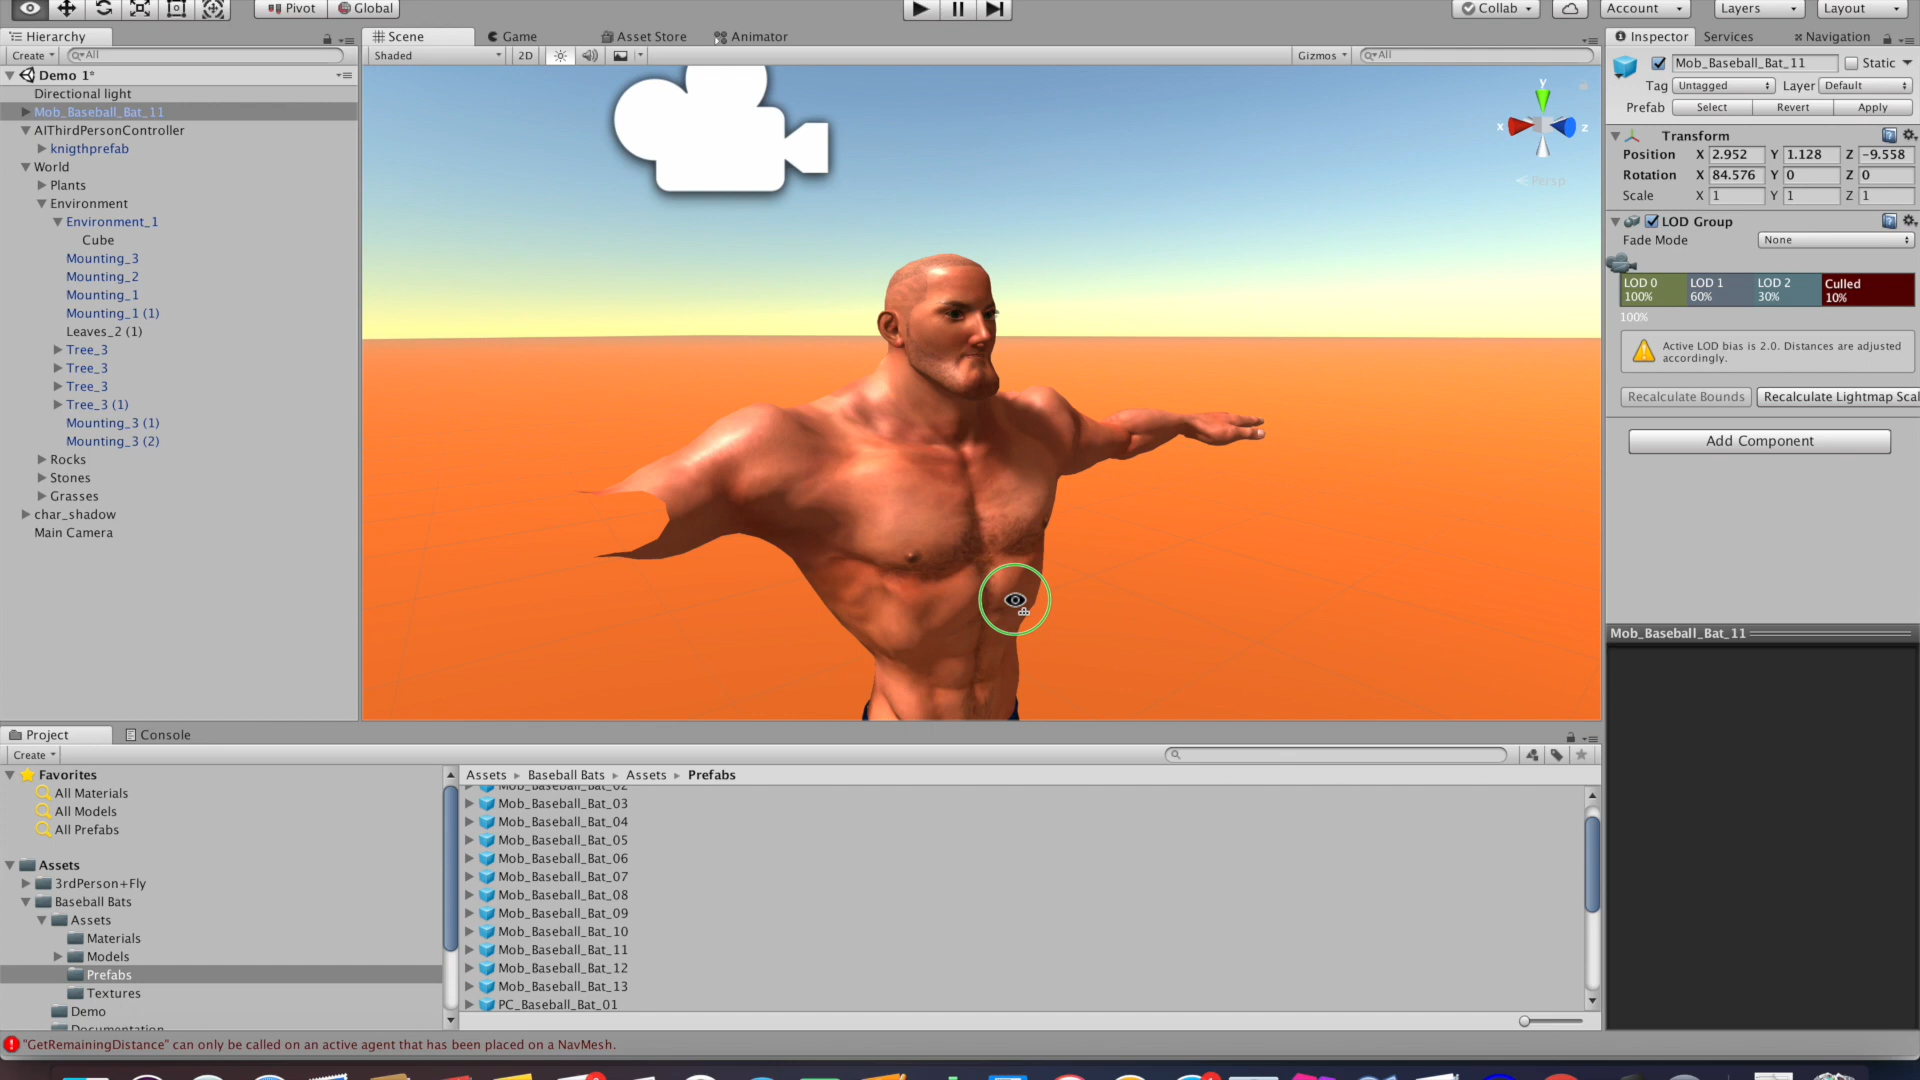 Pivot Global Collab Account Layers Layout
Hierarchy
Create All
Demo 1*
Directional light
Mob_Baseball_Bat_11
AIThirdPersonController
knigthprefab
World
Plants
Environment
Environment_1
Cube
Mounting_3
Mounting_2
Mounting_1
Mounting_1 (1)
Leaves_2 (1)
Tree_3
Tree_3
Tree_3
Tree_3 (1)
Mounting_3 (1)
Mounting_3 (2)
Rocks
Stones
Grasses
char_shadow
Main Camera
Scene Game Asset Store Animator
Shaded 2D Gizmos All
y
x z
Persp
Inspector Services Navigation
Mob_Baseball_Bat_11 Static
Tag Untagged Layer Default
Prefab Select Revert Apply
Transform
Position X 2.952 Y 1.128 Z -9.558
Rotation X 84.576 Y 0 Z 0
Scale X 1 Y 1 Z 1
LOD Group
Fade Mode None
LOD 0 LOD 1 LOD 2 Culled
100% 60% 30% 10%
100%
Active LOD bias is 2.0. Distances are adjusted
accordingly.
Recalculate Bounds Recalculate Lightmap Scal
Add Component
Mob_Baseball_Bat_11
Project Console
Create
Favorites
All Materials
All Models
All Prefabs
Assets
3rdPerson+Fly
Baseball Bats
Assets
Materials
Models
Prefabs
Textures
Demo
Documentation
Assets Baseball Bats Assets Prefabs
Mob_Baseball_Bat_02
Mob_Baseball_Bat_03
Mob_Baseball_Bat_04
Mob_Baseball_Bat_05
Mob_Baseball_Bat_06
Mob_Baseball_Bat_07
Mob_Baseball_Bat_08
Mob_Baseball_Bat_09
Mob_Baseball_Bat_10
Mob_Baseball_Bat_11
Mob_Baseball_Bat_12
Mob_Baseball_Bat_13
PC_Baseball_Bat_01
"GetRemainingDistance" can only be called on an active agent that has been placed on a NavMesh.